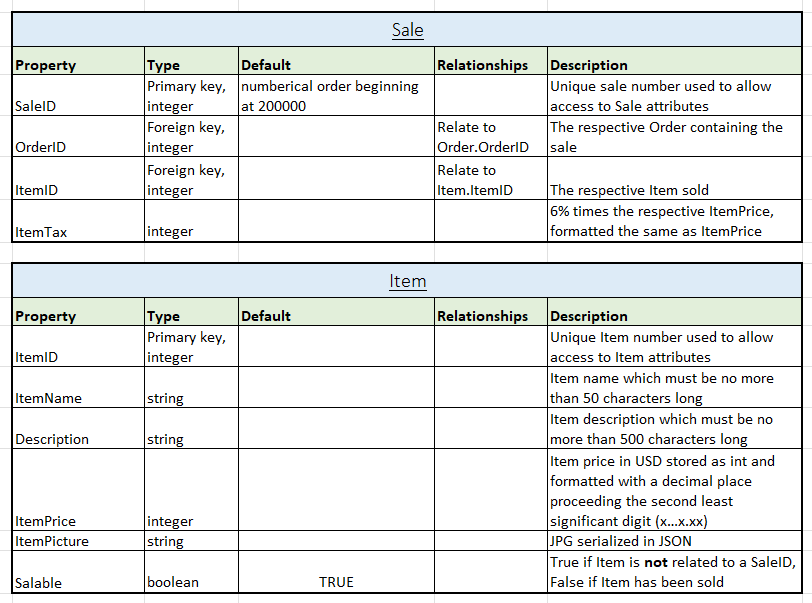 Sale
Property Type Default Relationships Description
Primary key, numberical order beginning Unique sale number used to allow
SaleID integer at 200000 access to Sale attributes
Foreign key, Relate to The respective Order containing the
OrderID integer Order.OrderID sale
Foreign key, Relate to
ItemID integer Item.ItemID The respective Item sold
6% times the respective ItemPrice,
ItemTax integer formatted the same as ItemPrice
Item
Property Type Default Relationships Description
Primary key, Unique Item number used to allow
ItemID integer access to Item attributes
Item name which must be no more
ItemName string than 50 characters long
Item description which must be no
Description string more than 500 characters long
Item price in USD stored as int and
formatted with a decimal place
proceeding the second least
ItemPrice integer significant digit (x...x.xx)
ItemPicture string JPG serialized in JSON
True if Item is not related to a SaleID,
Salable boolean TRUE False if Item has been sold